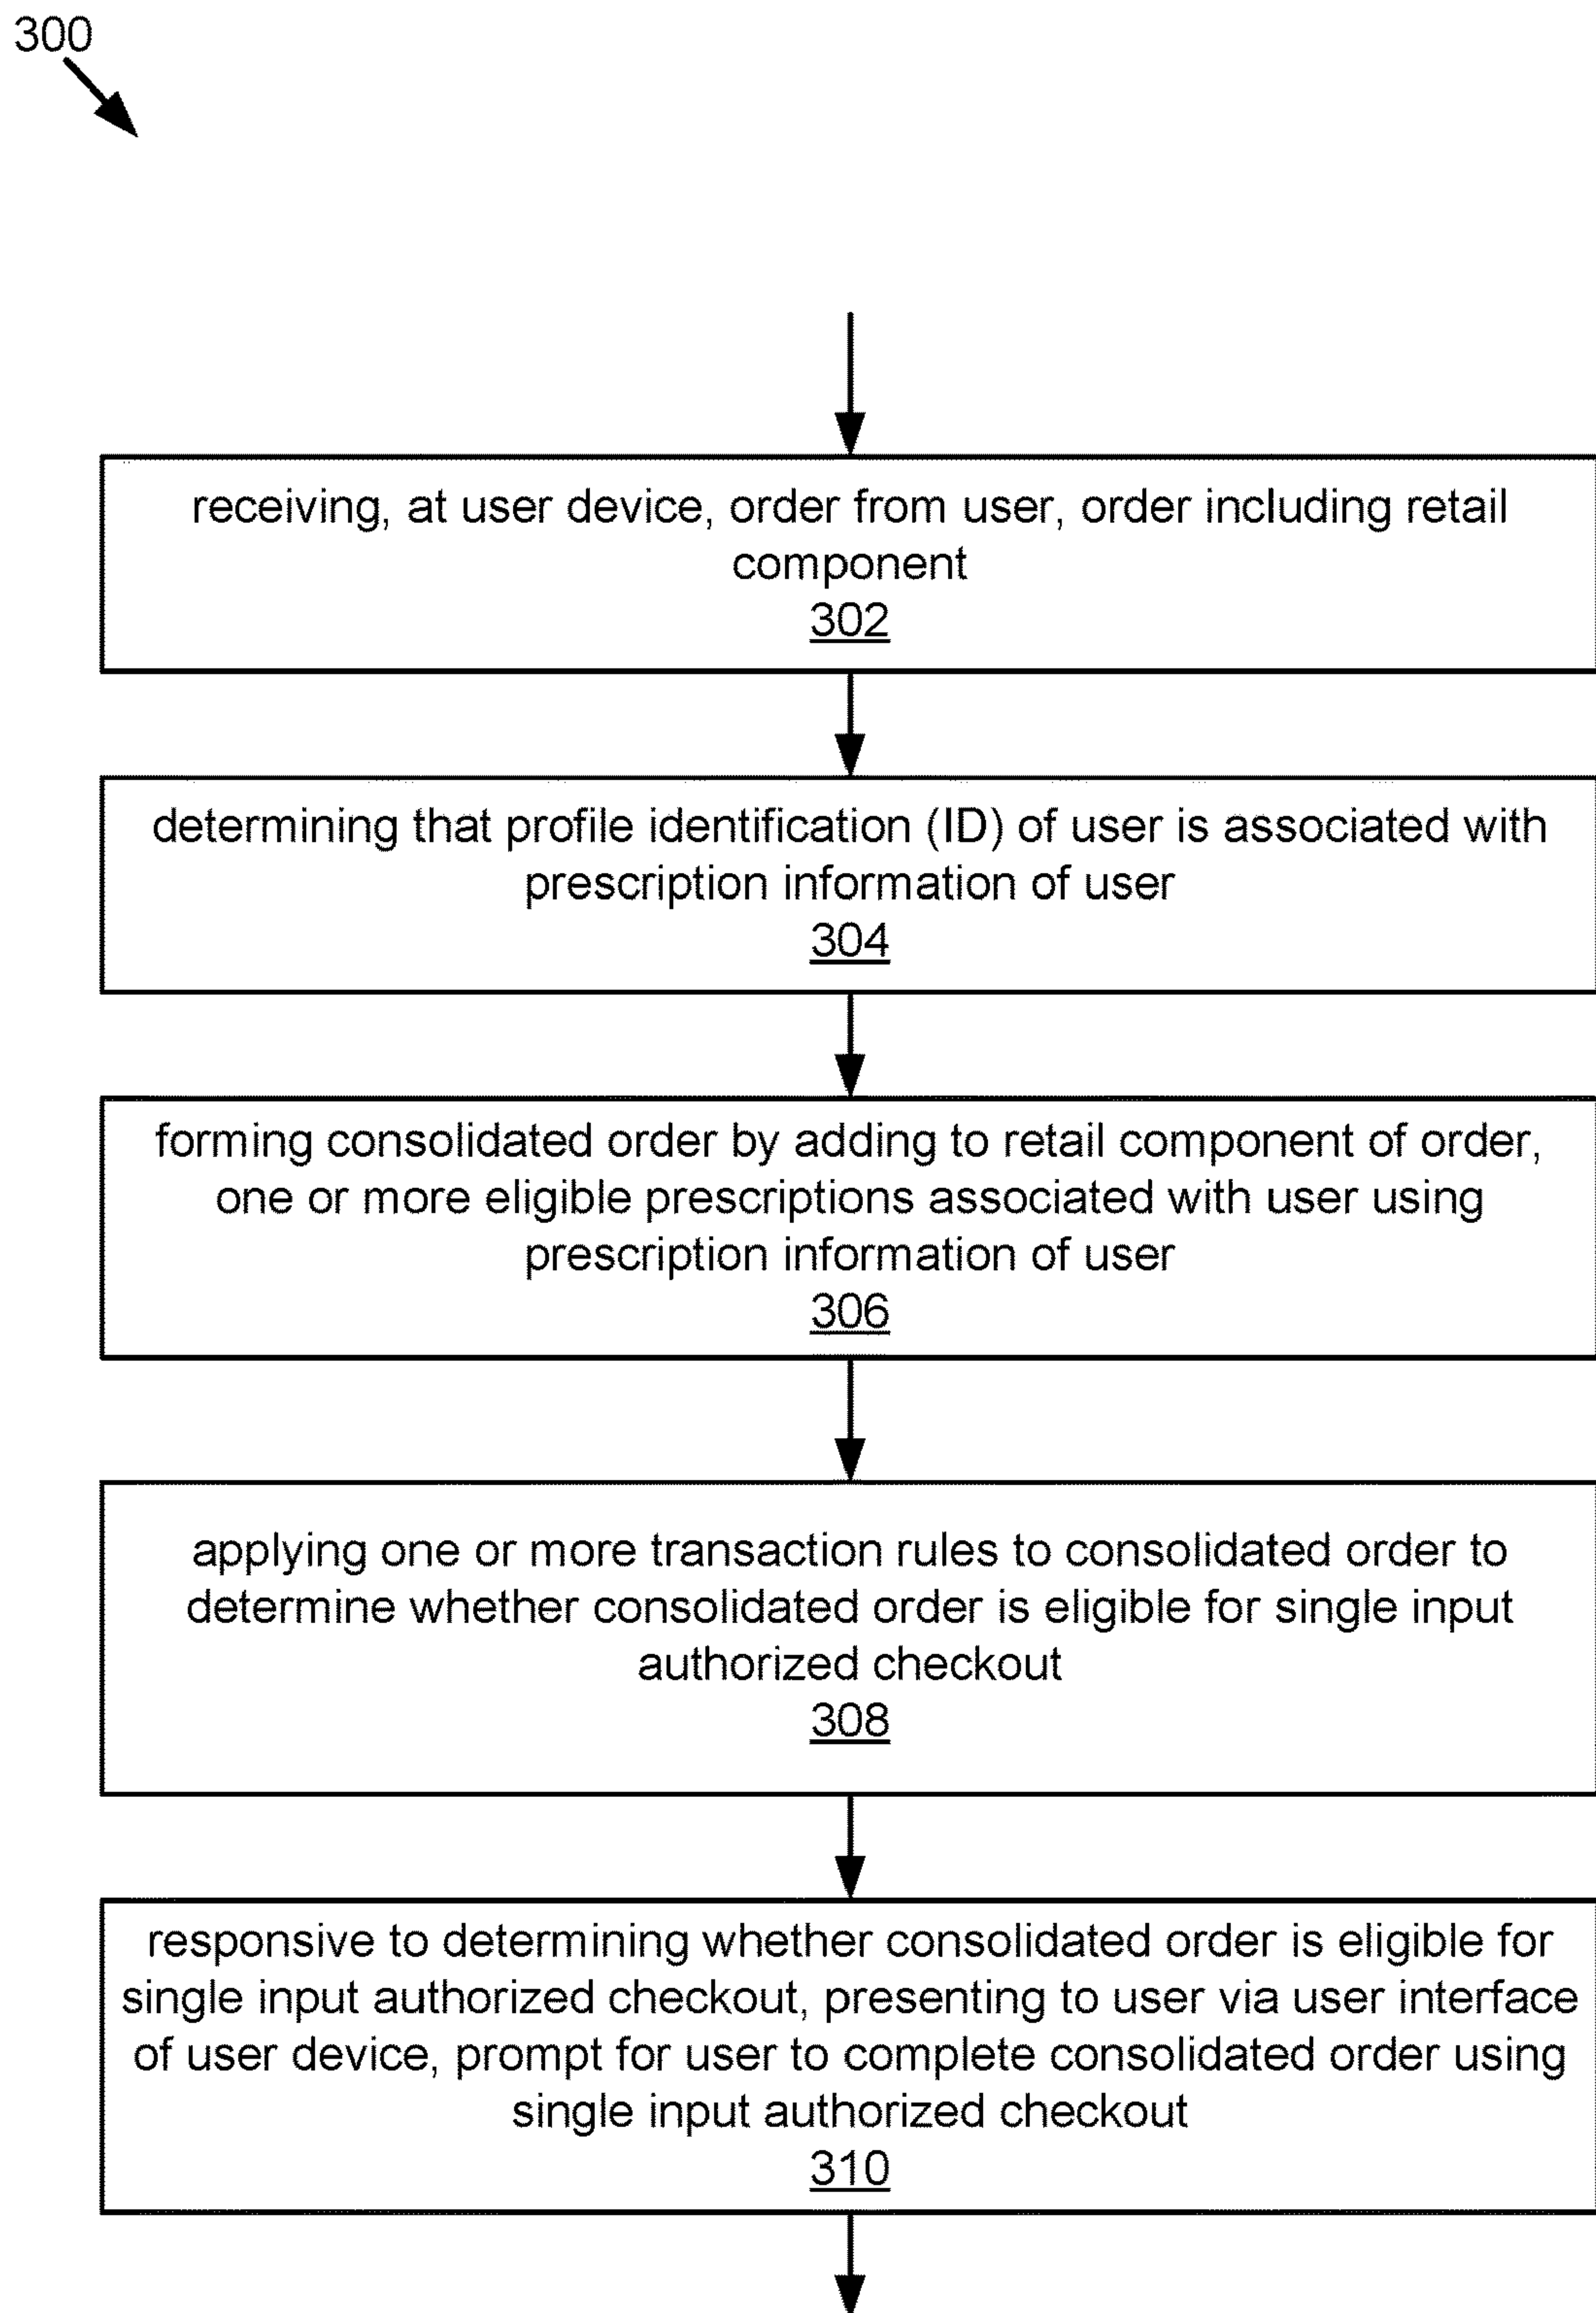 300
receiving, at user device, order from user, order including retail
component
302
determining that profile identification (ID) of user is associated with
prescription information of user
304
forming consolidated order by adding to retail component of order,
one or more eligible prescriptions associated with user using
prescription information of user
306
applying one or more transaction rules to consolidated order to
determine whether consolidated order is eligible for single input
authorized checkout
308
responsive to determining whether consolidated order is eligible for
single input authorized checkout, presenting to user via user interface
of user device, prompt for user to complete consolidated order using
single input authorized checkout
310